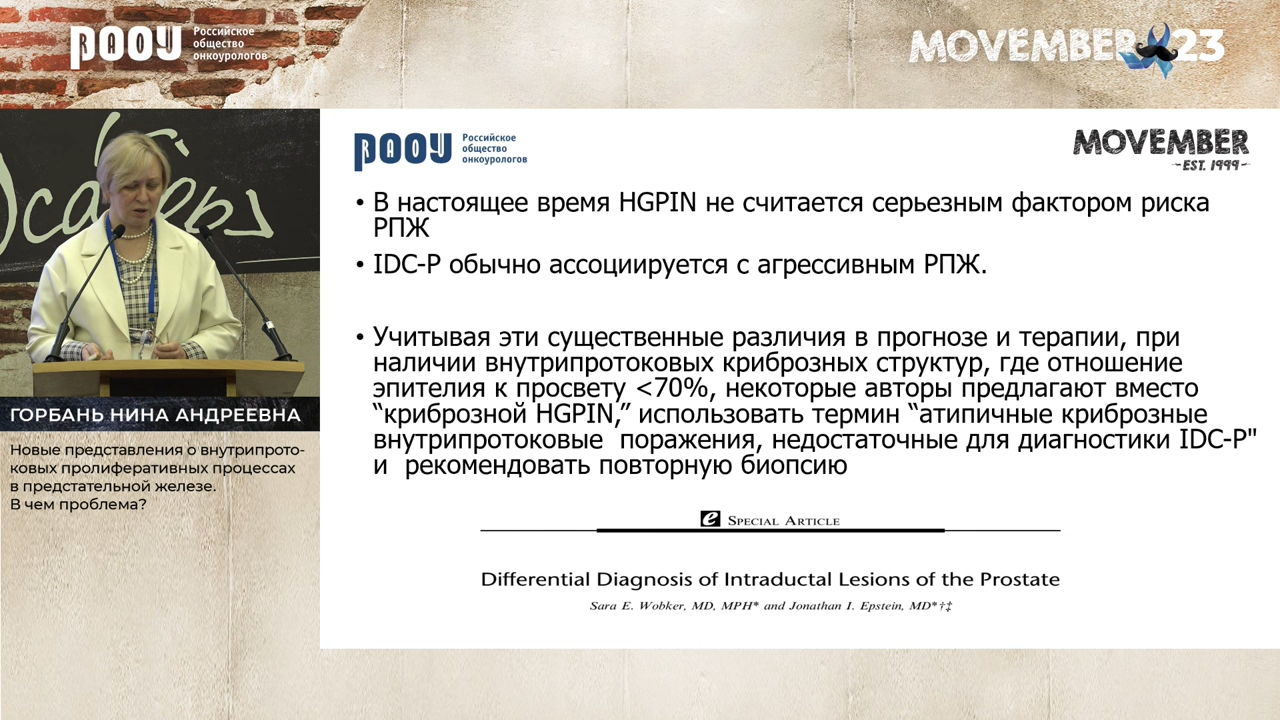 РАОУ Российское
общество
онкоурологов
MOVEMBER 23
РАОУ Российское
общество
онкоурологов
MOVEMBER
EST. 1999
• В настоящее время HGPIN не считается серьезным фактором риска
РПЖ
• IDC-P обычно ассоциируется с агрессивным РПЖ.
• Учитывая эти существенные различия в прогнозе и терапии, при
наличии внутрипротоковых криброзных структур, где отношение
эпителия к просвету <70%, некоторые авторы предлагают вместо
“криброзной HGPIN,” использовать термин “атипичные криброзные
внутрипротоковые поражения, недостаточные для диагностики IDC-P"
и рекомендовать повторную биопсию
e SPECIAL ARTICLE
Differential Diagnosis of Intraductal Lesions of the Prostate
Sara E. Wobker, MD, MPH* and Jonathan I. Epstein, MD*†‡
ГОРБАНЬ НИНА АНДРЕЕВНА
Новые представления о внутрипрото-
ковых пролиферативных процессах
в предстательной железе.
В чем проблема?